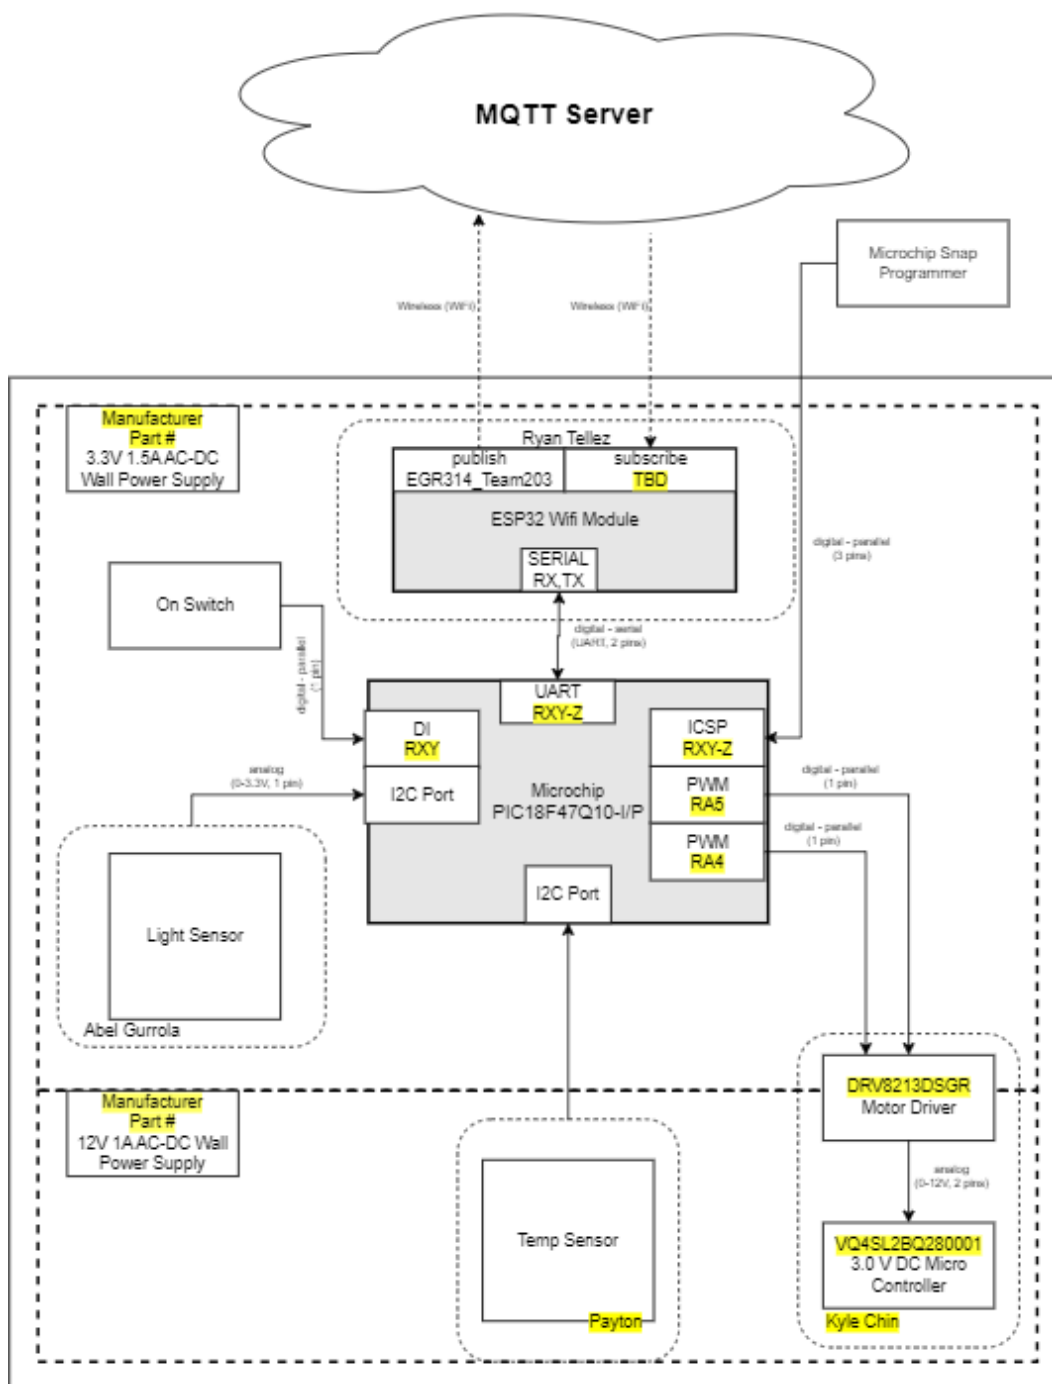 MQTT Server
Microchip Snap
Programmer
Wireless (WiFi)
Wireless (WiFi)
Manufacturer
Part #
3.3V 1.5A AC-DC
Wall Power Supply
Ryan Tellez
publish
EGR314_Team203
subscribe
TBD
ESP32 Wifi Module
SERIAL
RX,TX
digital - parallel
(3 pins)
On Switch
digital - parallel
(1 pin)
digital - serial
(UART, 2 pins)
UART
RXY-Z
DI
RXY
ICSP
RXY-Z
analog
(0-3.3V, 1 pin)
I2C Port
Microchip
PIC18F47Q10-I/P
PWM
RA5
digital - parallel
(1 pin)
PWM
RA4
digital - parallel
(1 pin)
I2C Port
Light Sensor
Abel Gurrola
DRV8213DSGR
Motor Driver
Manufacturer
Part #
12V 1A AC-DC Wall
Power Supply
analog
(0-12V, 2 pins)
Temp Sensor
Payton
VQ4SL2BQ280001
3.0 V DC Micro
Controller
Kyle Chin